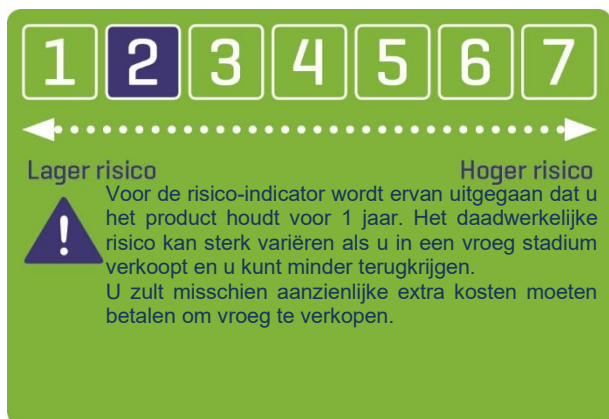 1 2 3 4 5 6 7
Lager risico Hoger risico
Voor de risico-indicator wordt ervan uitgegaan dat u
het product houdt voor 1 jaar. Het daadwerkelijke
risico kan sterk variëren als u in een vroeg stadium
verkoopt en u kunt minder terugkrijgen.
U zult misschien aanzienlijke extra kosten moeten
betalen om vroeg te verkopen.